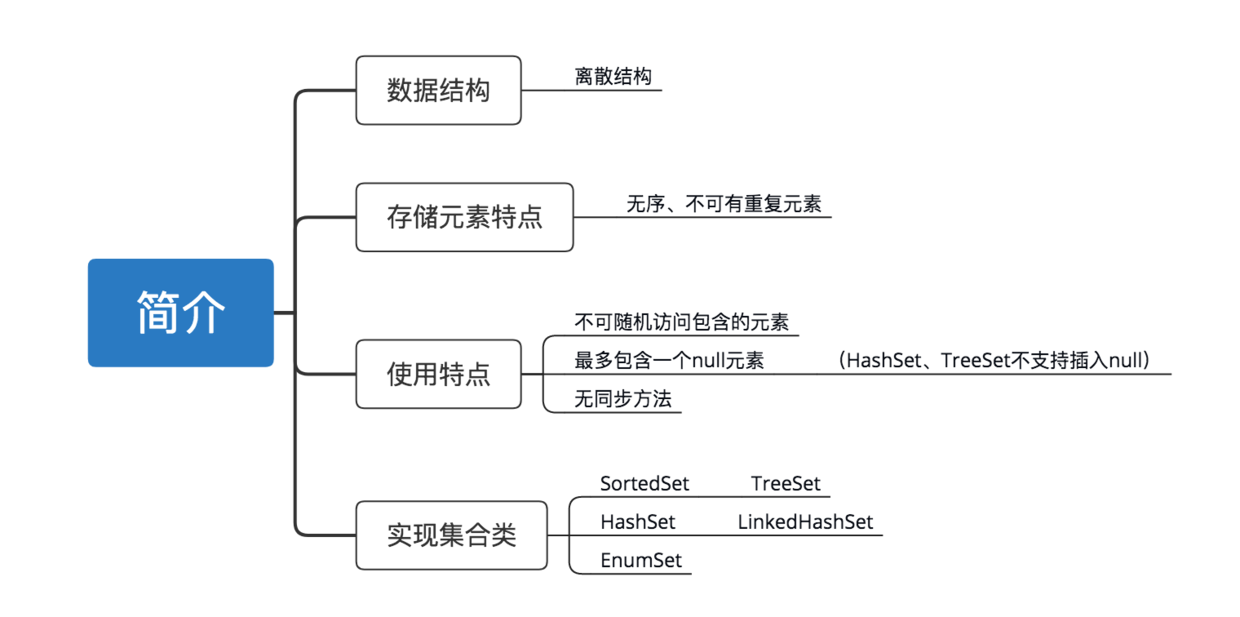 简介
数据结构
离散结构
存储元素特点
无序、不可有重复元素
使用特点
不可随机访问包含的元素
最多包含一个null元素 （HashSet、TreeSet不支持插入null）
无同步方法
实现集合类
SortedSet TreeSet
HashSet LinkedHashSet
EnumSet